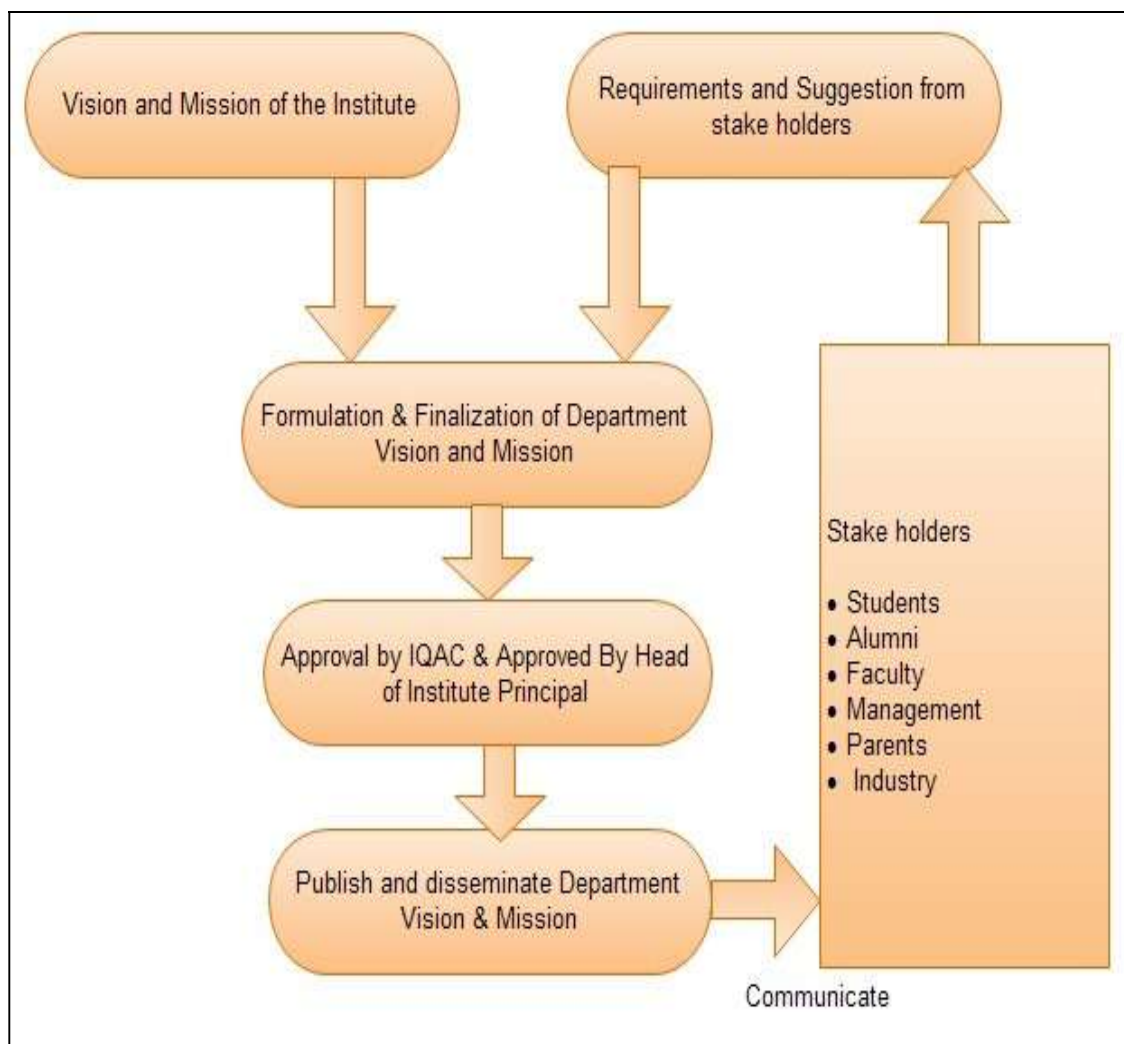 Vision and Mission of the Institute
Requirements and Suggestion from
stake holders
Formulation & Finalization of Department
Vision and Mission
Approval by IQAC & Approved By Head
of Institute Principal
Publish and disseminate Department
Vision & Mission
Communicate
Stake holders
• Students
• Alumni
• Faculty
• Management
• Parents
• Industry